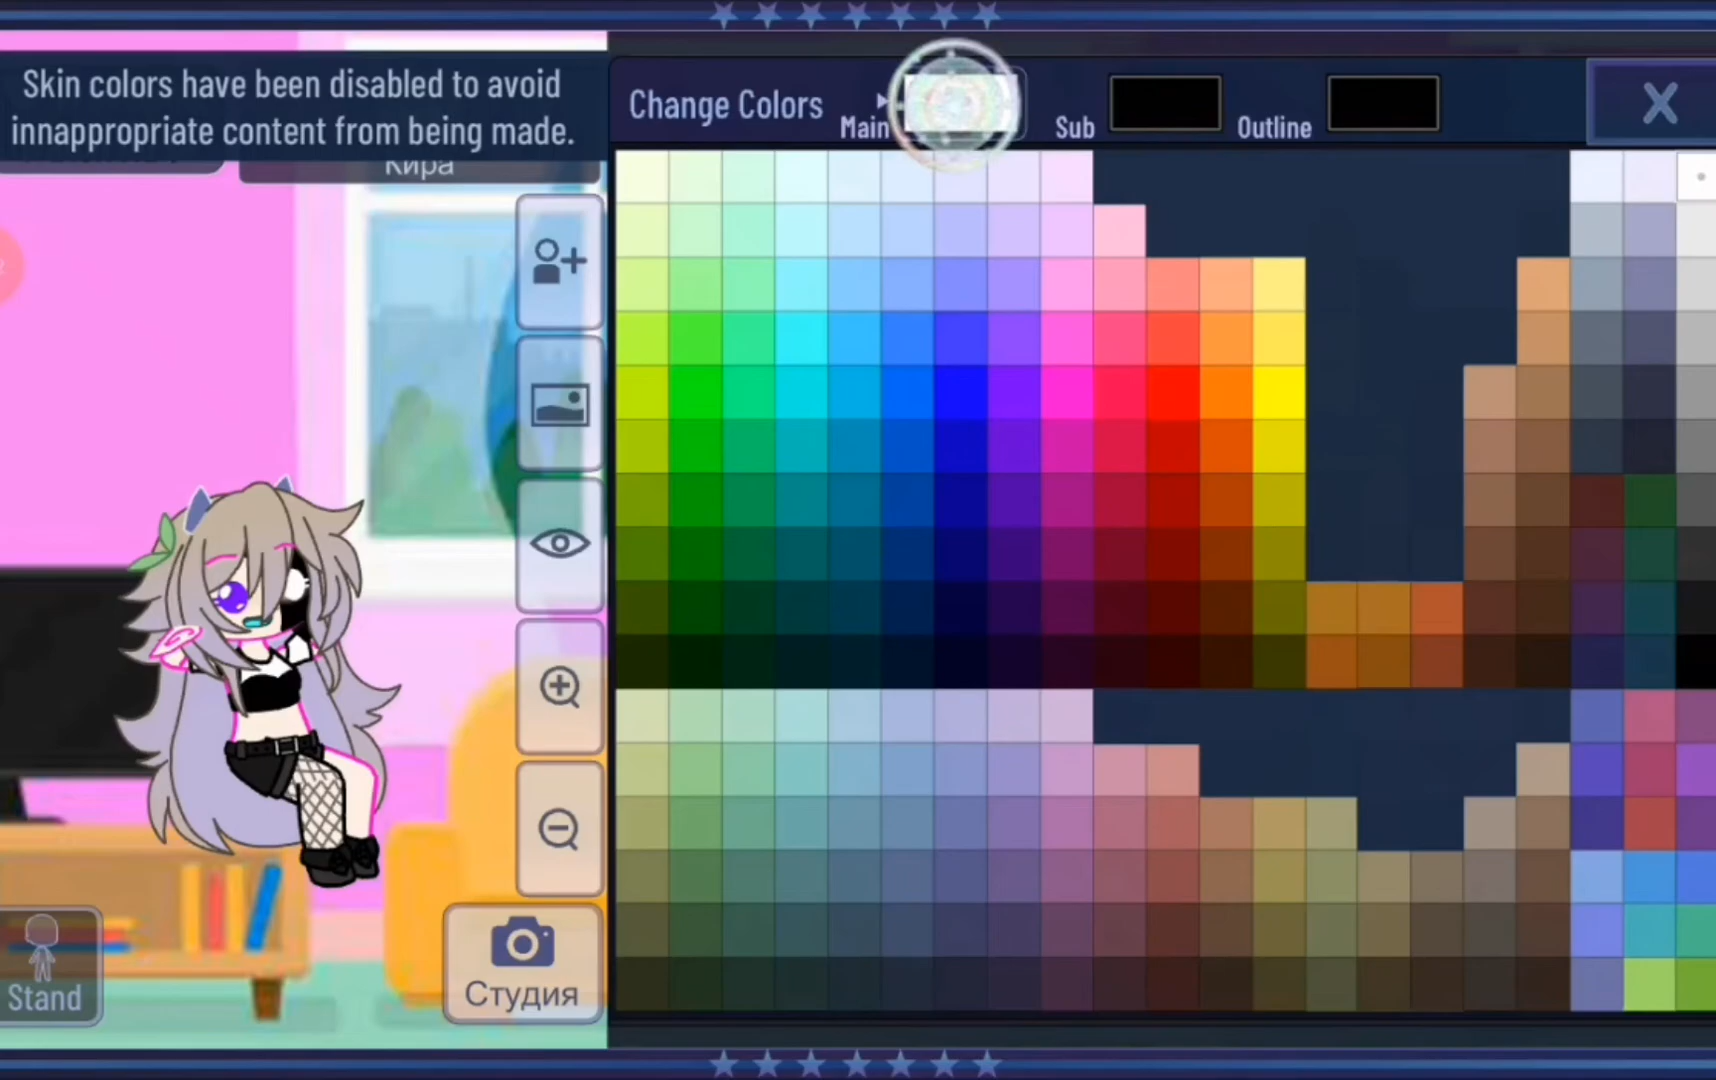 Skin colors have been disabled to avoid
innappropriate content from being made.
Кира
Change Colors
Main
Sub
Outline
X
Stand
Студия